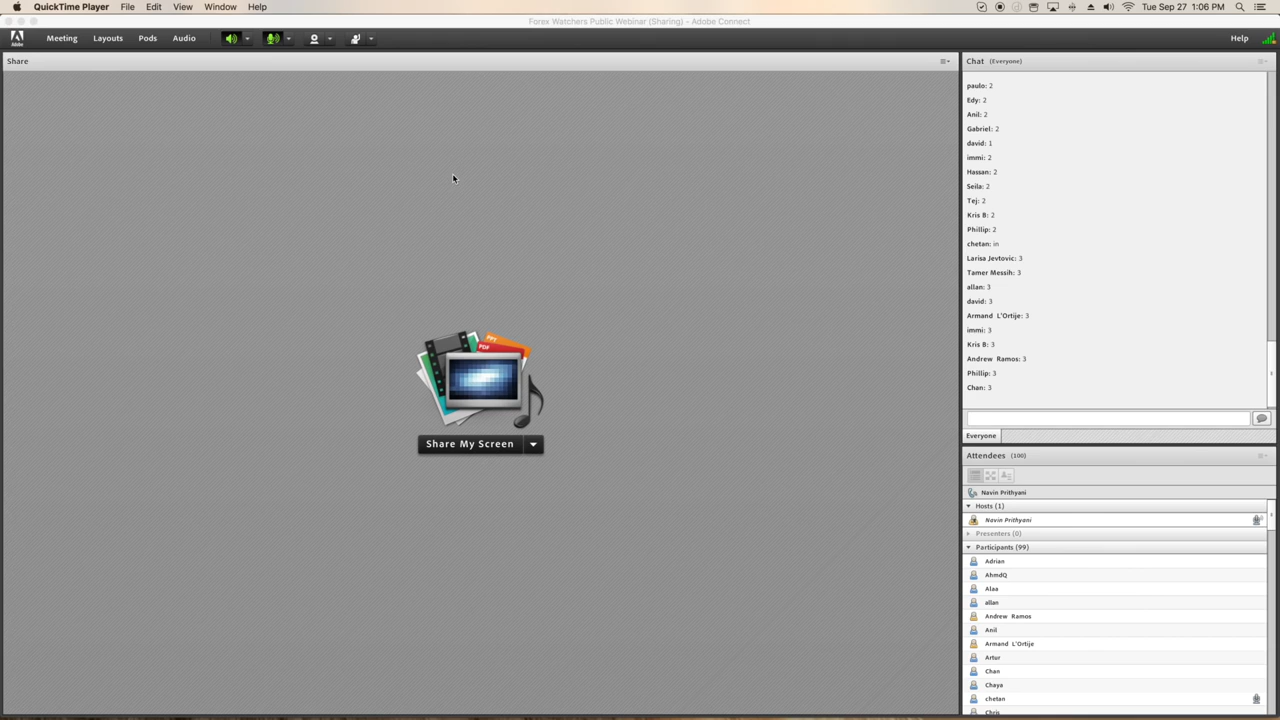 QuickTime Player File Edit View Window Help Tue Sep 27 1:06 PM
Forex Watchers Public Webinar (Sharing) - Adobe Connect
Adobe Meeting Layouts Pods Audio Help
Share
PPT
PDF
Share My Screen
Chat (Everyone)
paulo: 2
Edy: 2
Anil: 2
Gabriel: 2
david: 1
immi: 2
Hassan: 2
Seila: 2
Tej: 2
Kris B: 2
Phillip: 2
chetan: in
Larisa Jevtovic: 3
Tamer Messih: 3
allan: 3
david: 3
Armand L'Ortije: 3
immi: 3
Kris B: 3
Andrew Ramos: 3
Phillip: 3
Chan: 3
Everyone
Attendees (100)
Navin Prithyani
Hosts (1)
Navin Prithyani
Presenters (0)
Participants (99)
Adrian
AhmdQ
Alaa
allan
Andrew Ramos
Anil
Armand L'Ortije
Artur
Chan
Chaya
chetan
Chris